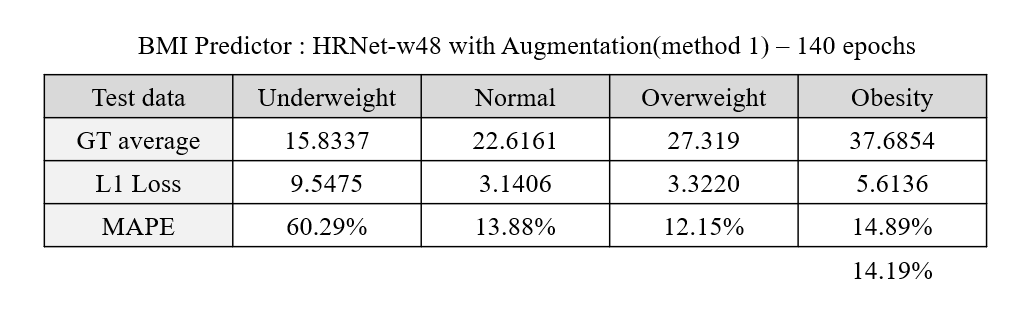 BMI Predictor : HRNet-w48 with Augmentation(method 1) – 140 epochs
Test data Underweight Normal Overweight Obesity
GT average 15.8337 22.6161 27.319 37.6854
L1 Loss 9.5475 3.1406 3.3220 5.6136
MAPE 60.29% 13.88% 12.15% 14.89%
14.19%